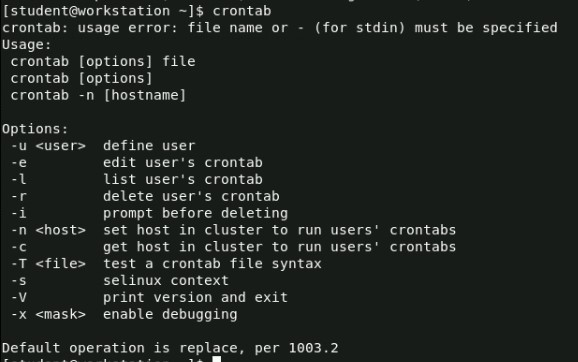 [student@workstation ~]$ crontab
crontab: usage error: file name or - (for stdin) must be specified
Usage:
 crontab [options] file
 crontab [options]
 crontab -n [hostname]

Options:
 -u <user>  define user
 -e         edit user's crontab
 -l         list user's crontab
 -r         delete user's crontab
 -i         prompt before deleting
 -n <host>  set host in cluster to run users' crontabs
 -c         get host in cluster to run users' crontabs
 -T <file>  test a crontab file syntax
 -s         selinux context
 -V         print version and exit
 -x <mask>  enable debugging

Default operation is replace, per 1003.2